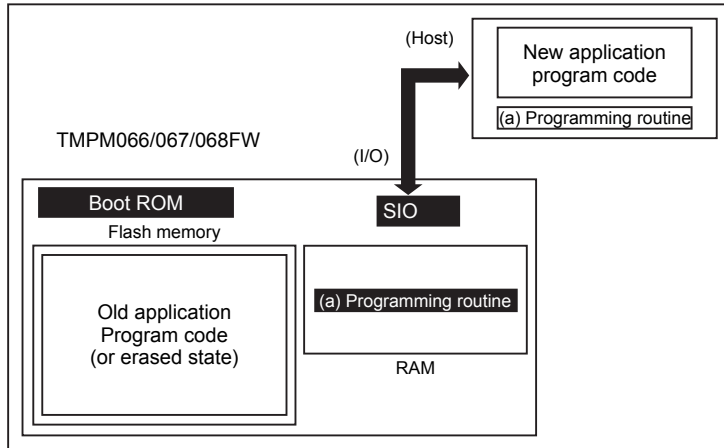 (Host)
New application
program code
(a) Programming routine
TMPM066/067/068FW
(I/O)
Boot ROM
SIO
Flash memory
Old application
Program code
(or erased state)
(a) Programming routine
RAM